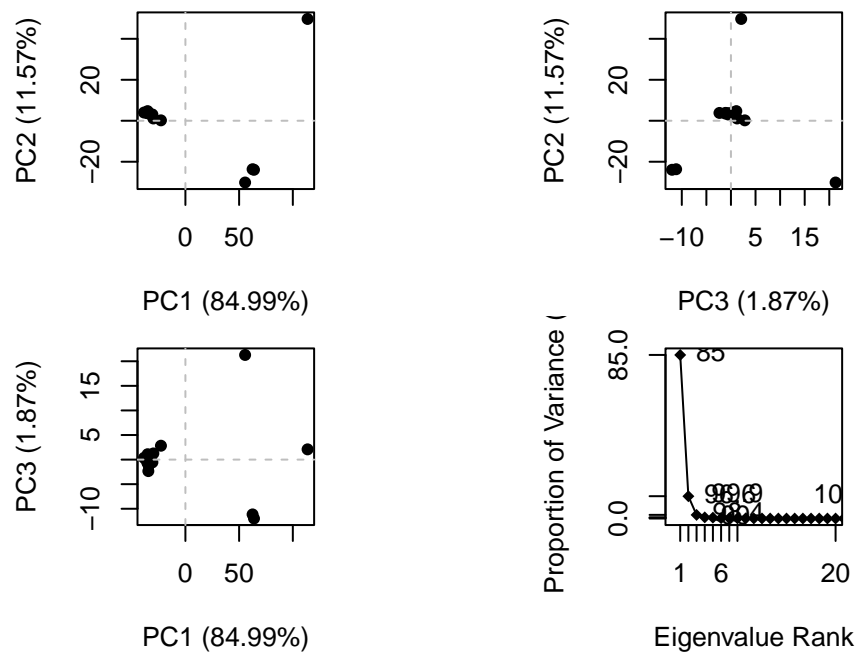 PC2 (11.57%)
20
−20
0 50
PC1 (84.99%)
PC2 (11.57%)
20
−20
−10 5 15
PC3 (1.87%)
PC3 (1.87%)
15
5
−10
0 50
PC1 (84.99%)
Proportion of Variance (
85.0
0.0
85
10
1 6 20
Eigenvalue Rank